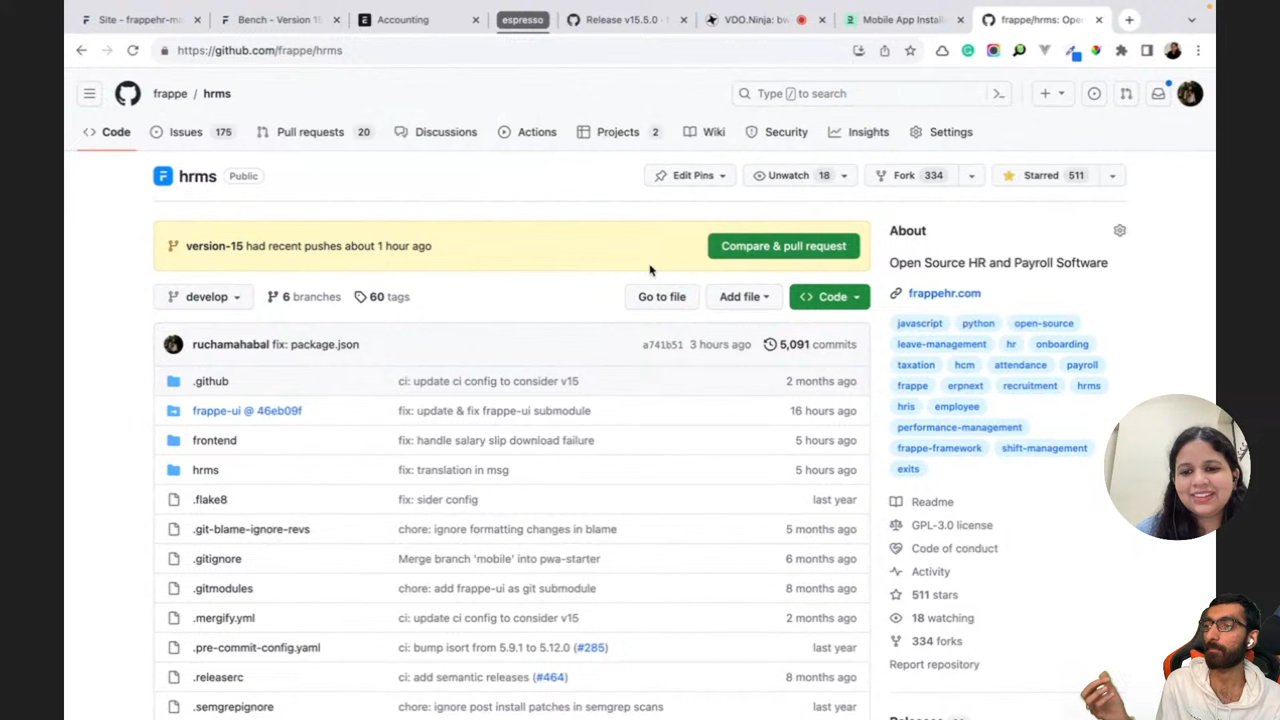 Site - frappehr-mo
Bench - Version 15
Accounting
espresso
Release v15.5.0
VDO.Ninja: bw
Mobile App Install
frappe/hrms: Ope
https://github.com/frappe/hrms
frappe / hrms
Type / to search
Code
Issues 175
Pull requests 20
Discussions
Actions
Projects 2
Wiki
Security
Insights
Settings
hrms Public
Edit Pins
Unwatch 18
Fork 334
Starred 511
version-15 had recent pushes about 1 hour ago
Compare & pull request
develop
6 branches
60 tags
Go to file
Add file
Code
ruchamahabal fix: package.json a741b51 3 hours ago 5,091 commits
.github ci: update ci config to consider v15 2 months ago
frappe-ui @ 46eb09f fix: update & fix frappe-ui submodule 16 hours ago
frontend fix: handle salary slip download failure 5 hours ago
hrms fix: translation in msg 5 hours ago
.flake8 fix: sider config last year
.git-blame-ignore-revs chore: ignore formatting changes in blame 5 months ago
.gitignore Merge branch 'mobile' into pwa-starter 6 months ago
.gitmodules chore: add frappe-ui as git submodule 8 months ago
.mergify.yml ci: update ci config to consider v15 2 months ago
.pre-commit-config.yaml ci: bump isort from 5.9.1 to 5.12.0 (#285) last year
.releaserc ci: add semantic releases (#464) 8 months ago
.semgrepignore chore: ignore post install patches in semgrep scans 5 months ago
About
Open Source HR and Payroll Software
frappehr.com
javascript python open-source
leave-management hr onboarding
taxation hcm attendance payroll
frappe erpnext recruitment hrms
hris employee
performance-management
frappe-framework shift-management
exits
Readme
GPL-3.0 license
Code of conduct
Activity
511 stars
18 watching
334 forks
Report repository